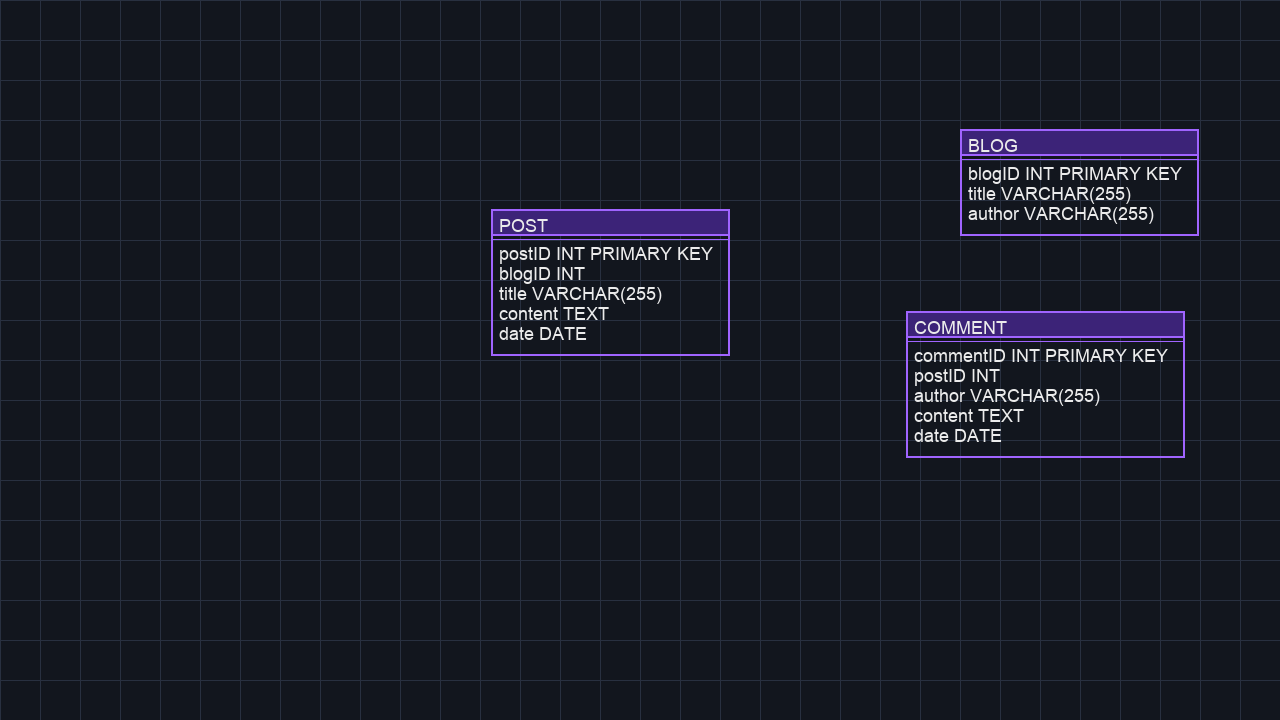 BLOG
blogID INT PRIMARY KEY
title VARCHAR(255)
author VARCHAR(255)
POST
postID INT PRIMARY KEY
blogID INT
title VARCHAR(255)
content TEXT
date DATE
COMMENT
commentID INT PRIMARY KEY
postID INT
author VARCHAR(255)
content TEXT
date DATE